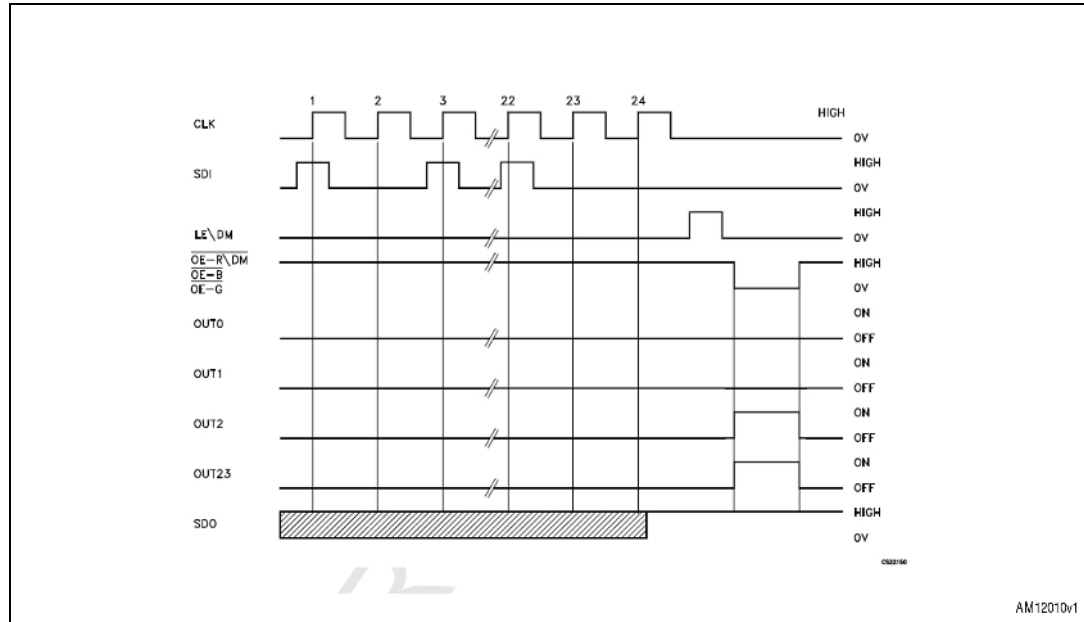 1 2 3 22 23 24
CLK HIGH
0V
SDI HIGH
0V
HIGH
LE\DM 0V
OE-R\DM HIGH
OE-B
OE-G 0V
ON
OUT0 OFF
ON
OUT1 OFF
ON
OUT2 OFF
ON
OUT23 OFF
SDO HIGH
0V
CS22150
AM12010v1